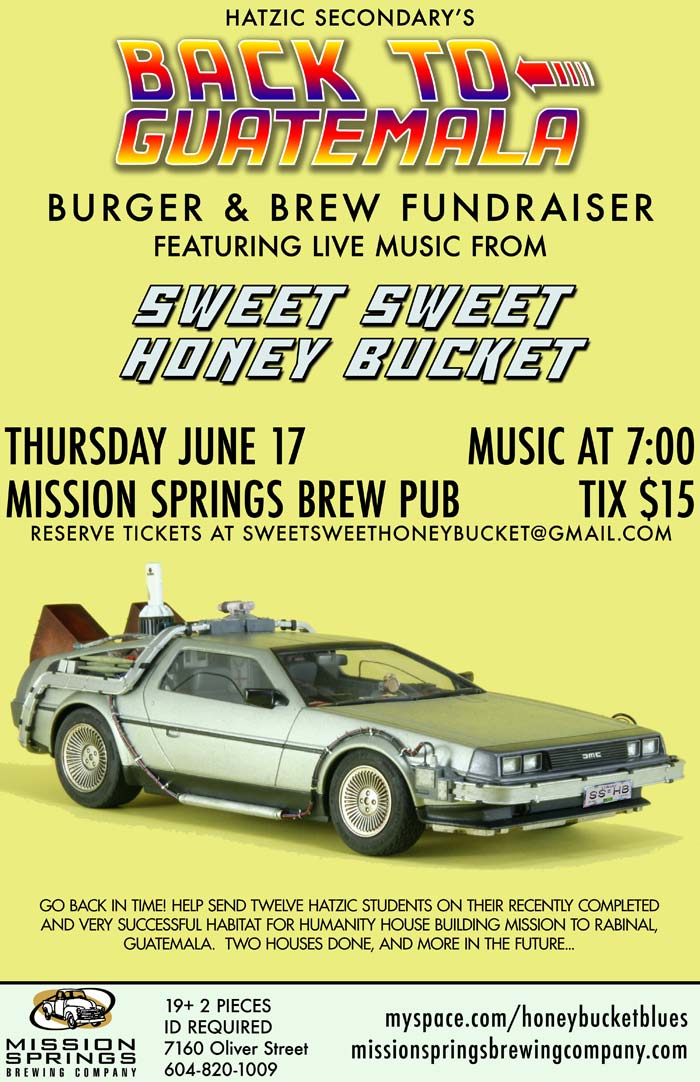 HATZIC SECONDARY'S
BACK TO
GUATEMALA
BURGER & BREW FUNDRAISER
FEATURING LIVE MUSIC FROM
SWEET SWEET
HONEY BUCKET
THURSDAY JUNE 17 MUSIC AT 7:00
MISSION SPRINGS BREW PUB TIX $15
RESERVE TICKETS AT SWEETSWEETHONEYBUCKET@GMAIL.COM
DMC
SS HB
GO BACK IN TIME! HELP SEND TWELVE HATZIC STUDENTS ON THEIR RECENTLY COMPLETED
AND VERY SUCCESSFUL HABITAT FOR HUMANITY HOUSE BUILDING MISSION TO RABINAL,
GUATEMALA. TWO HOUSES DONE, AND MORE IN THE FUTURE...
MISSION
SPRINGS
BREWING COMPANY
19+ 2 PIECES
ID REQUIRED
7160 Oliver Street
604-820-1009
myspace.com/honeybucketblues
missionspringsbrewingcompany.com